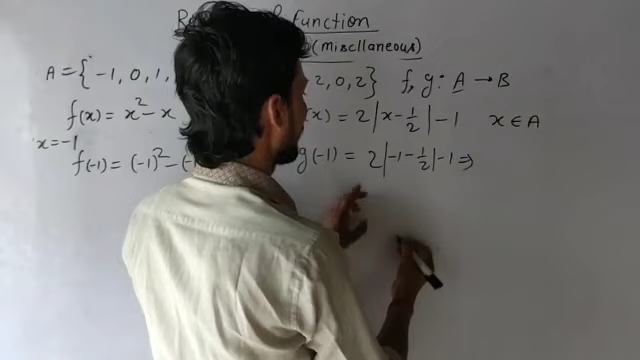 function
(miscllaneous)
A = { -1, 0, 1, 2, 0, 2} f, g : A → B
f(x) = x² - x (x) = 2|x - 1/2| - 1 x ∈ A
x = -1
f(-1) = (-1)² - (- g(-1) = 2|-1 - 1/2| - 1 ⇒